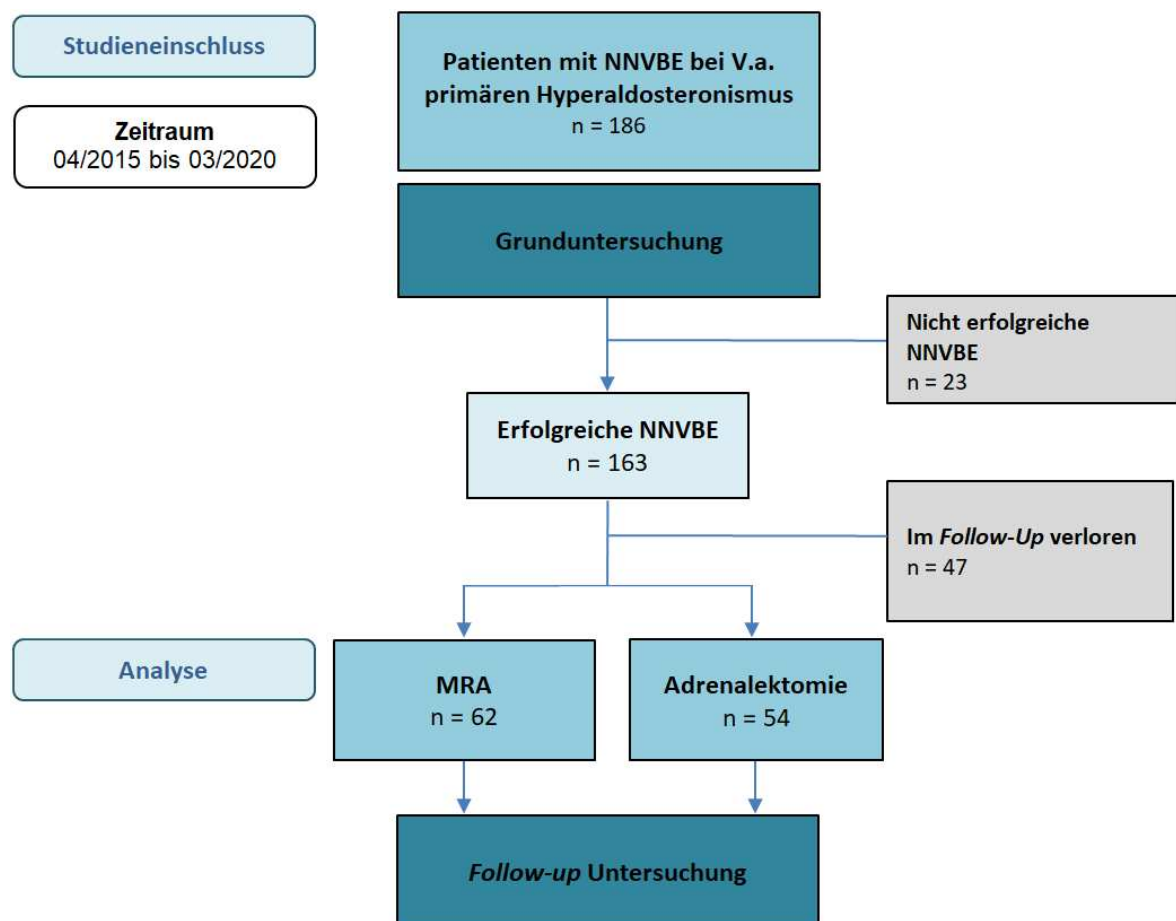 Studieneinschluss
Patienten mit NNVBE bei V.a.
primären Hyperaldosteronismus
n = 186
Zeitraum
04/2015 bis 03/2020
Grunduntersuchung
Nicht erfolgreiche
NNVBE
n = 23
Erfolgreiche NNVBE
n = 163
Im Follow-Up verloren
n = 47
Analyse
MRA
n = 62
Adrenalektomie
n = 54
Follow-up Untersuchung